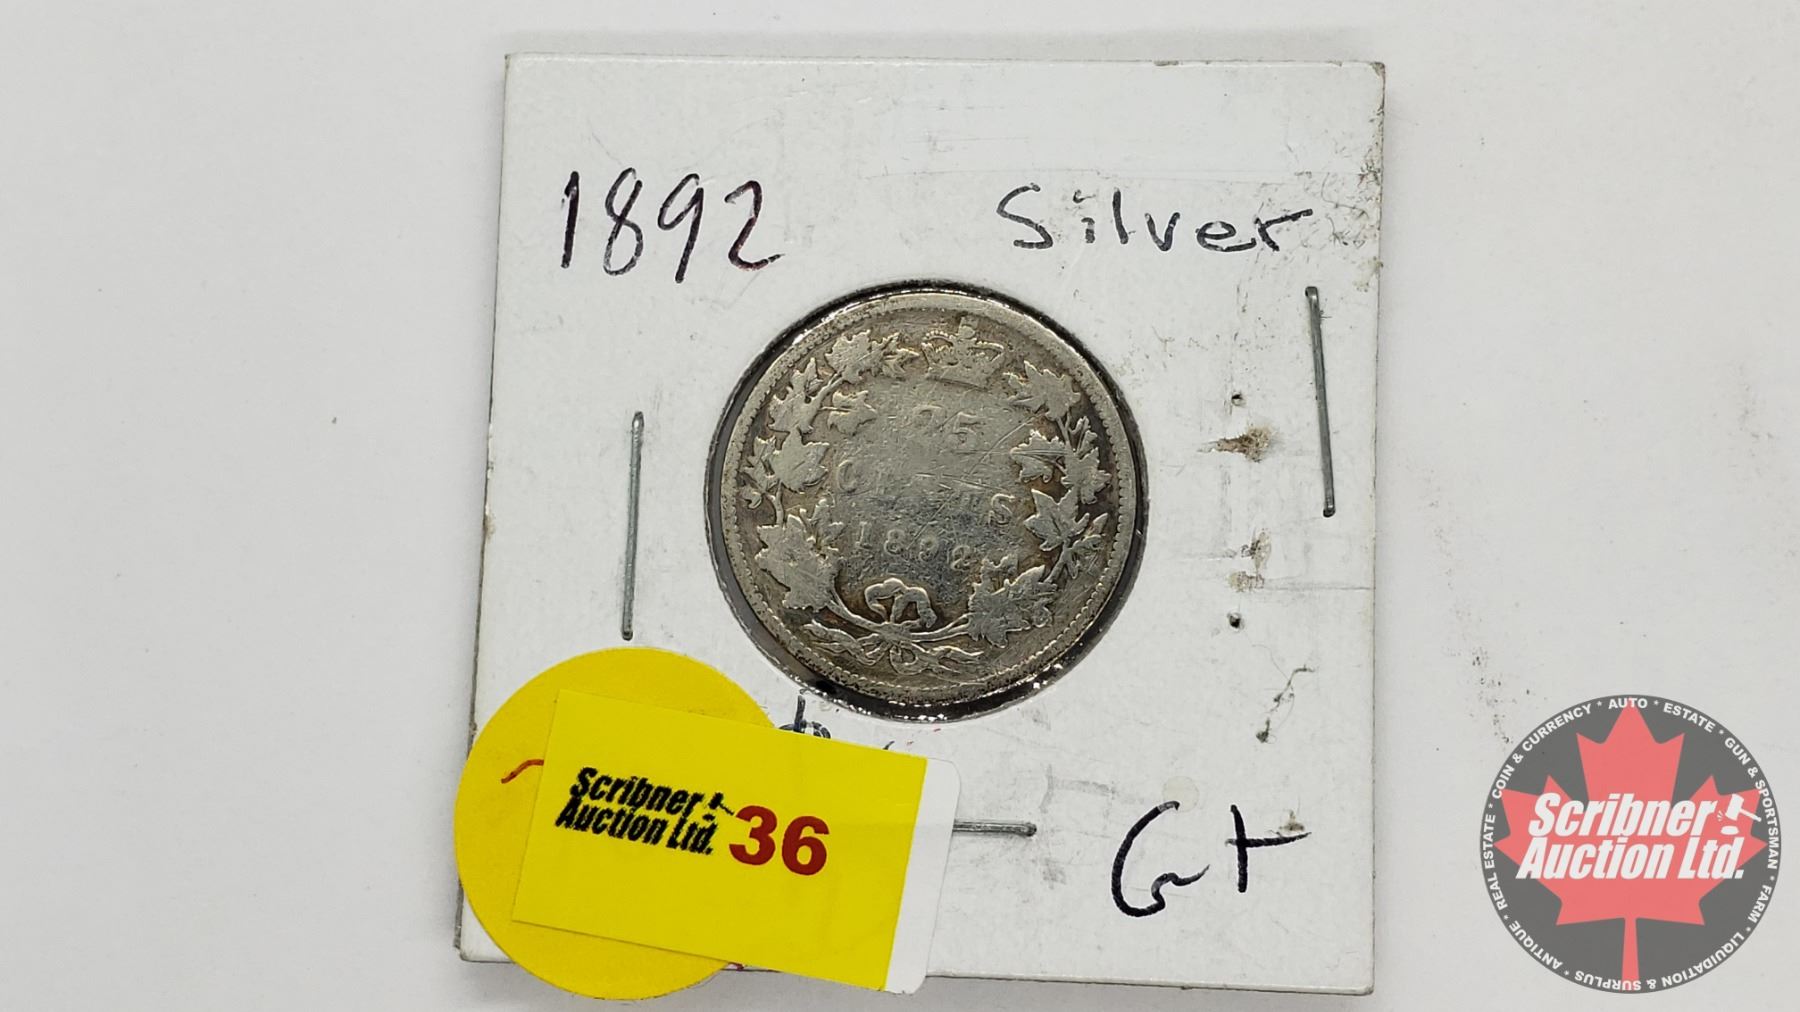 1892 Silver
25
CENTS
1892
Scribner
Auction Ltd. 36
G+
COIN & CURRENCY * AUTO * ESTATE * GUN & SPORTSMAN * FARM * LIQUIDATION & SURPLUS * ANTIQUE * REAL ESTATE *
Scribner
Auction Ltd.